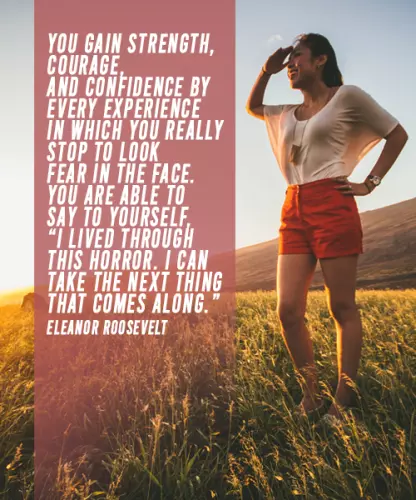 YOU GAIN STRENGTH,
COURAGE,
AND CONFIDENCE BY
EVERY EXPERIENCE
IN WHICH YOU REALLY
STOP TO LOOK
FEAR IN THE FACE.
YOU ARE ABLE TO
SAY TO YOURSELF,
“I LIVED THROUGH
THIS HORROR. I CAN
TAKE THE NEXT THING
THAT COMES ALONG.”
ELEANOR ROOSEVELT